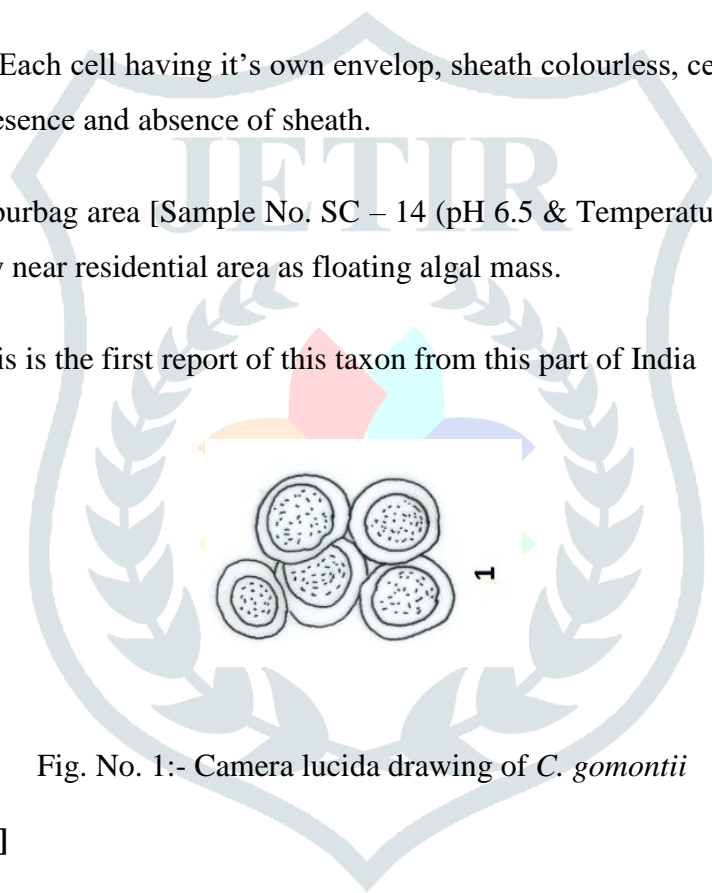 Each cell having it's own envelop, sheath colourless, ce
esence and absence of sheath.
ourbag area [Sample No. SC – 14 (pH 6.5 & Temperatu
near residential area as floating algal mass.
is is the first report of this taxon from this part of India
JETIR
1
Fig. No. 1:- Camera lucida drawing of C. gomontii
]